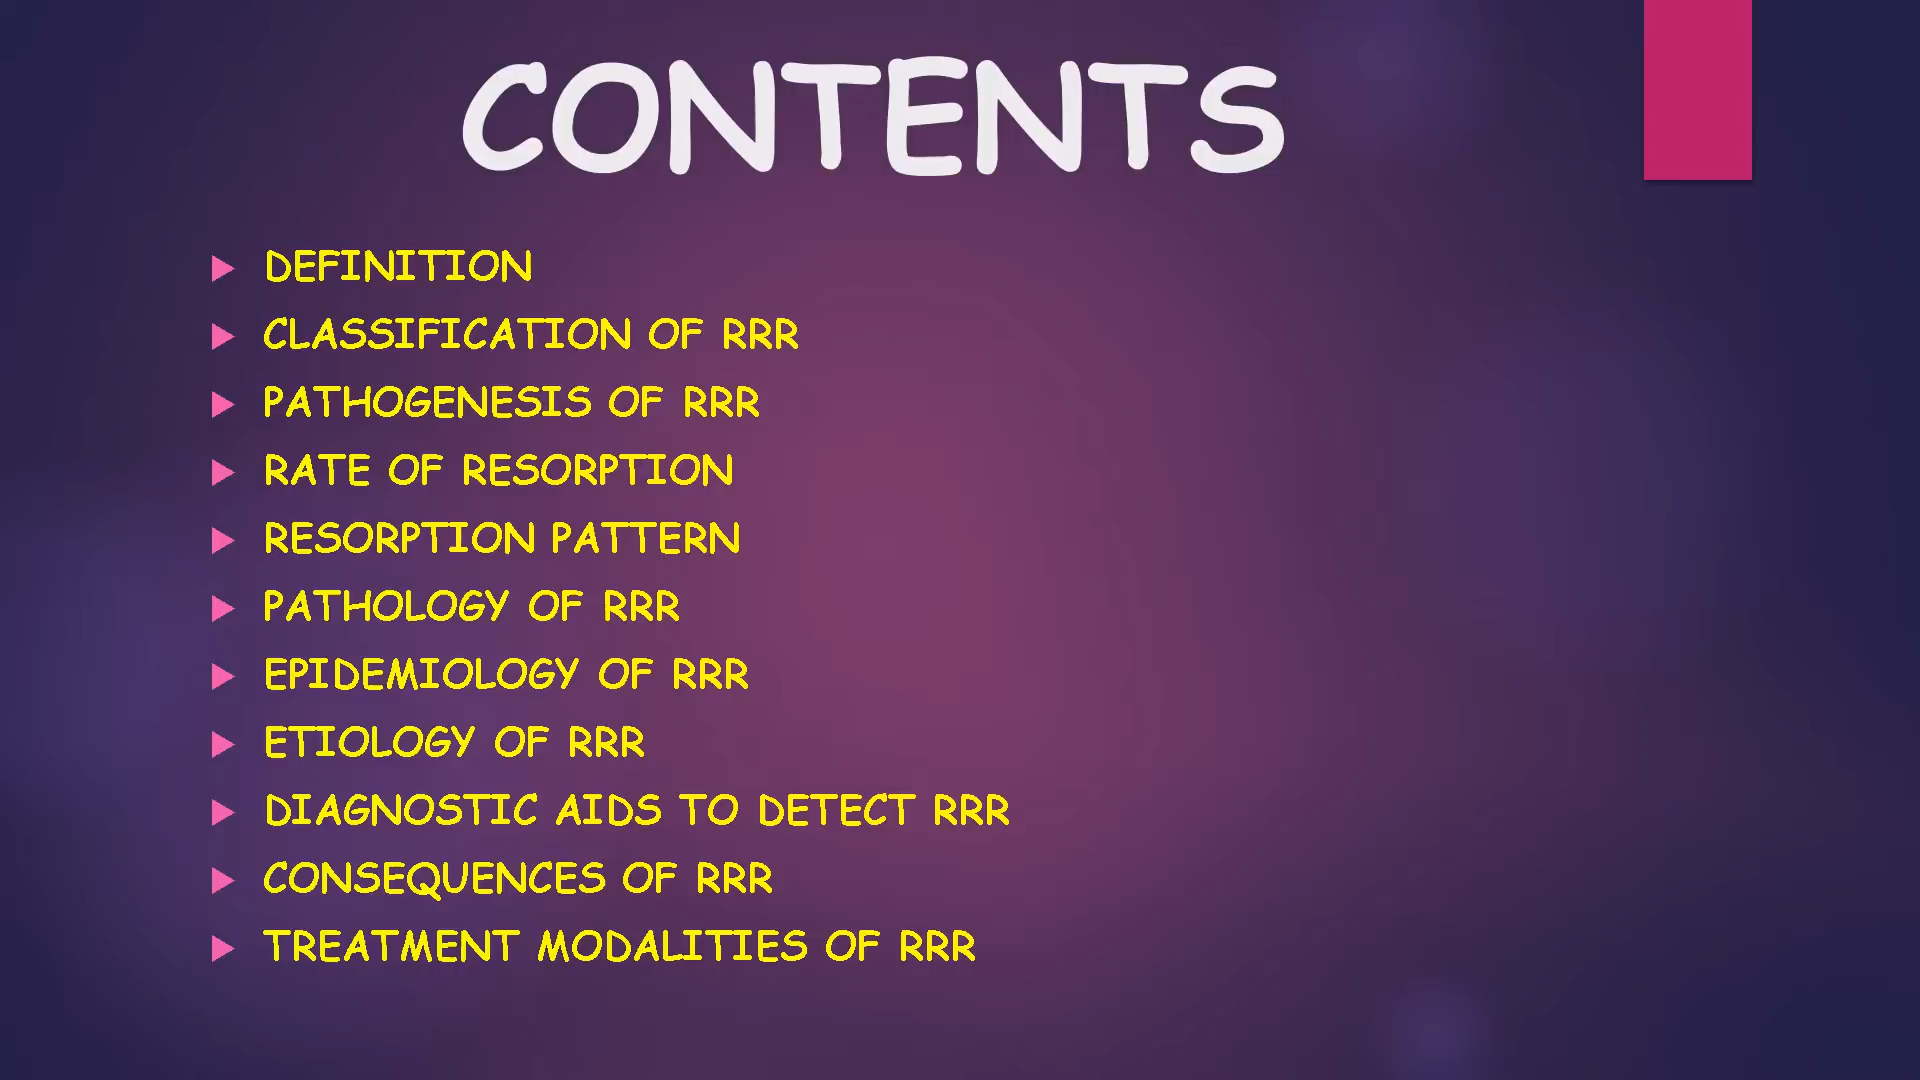 CONTENTS
DEFINITION
CLASSIFICATION OF RRR
PATHOGENESIS OF RRR
RATE OF RESORPTION
RESORPTION PATTERN
PATHOLOGY OF RRR
EPIDEMIOLOGY OF RRR
ETIOLOGY OF RRR
DIAGNOSTIC AIDS TO DETECT RRR
CONSEQUENCES OF RRR
TREATMENT MODALITIES OF RRR